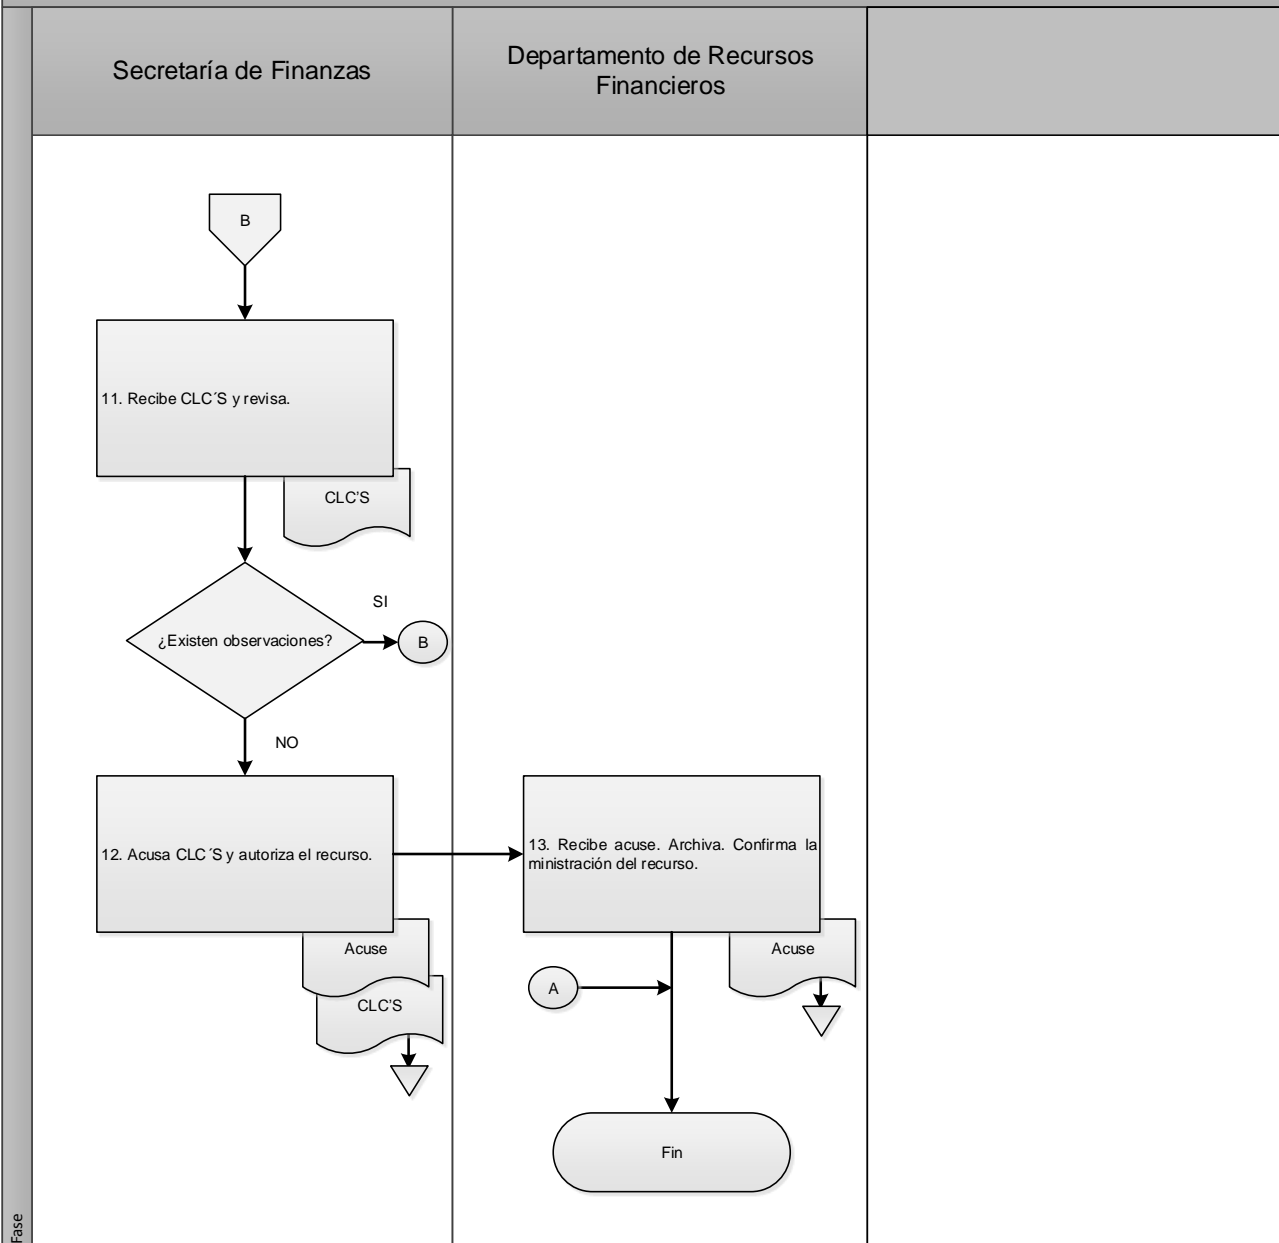 Secretaría de Finanzas
Departamento de Recursos
Financieros
B
11. Recibe CLC´S y revisa.
CLC'S
¿Existen observaciones?
SI
B
NO
12. Acusa CLC´S y autoriza el recurso.
Acuse
CLC'S
13. Recibe acuse. Archiva. Confirma la
ministración del recurso.
Acuse
A
Fin
Fase